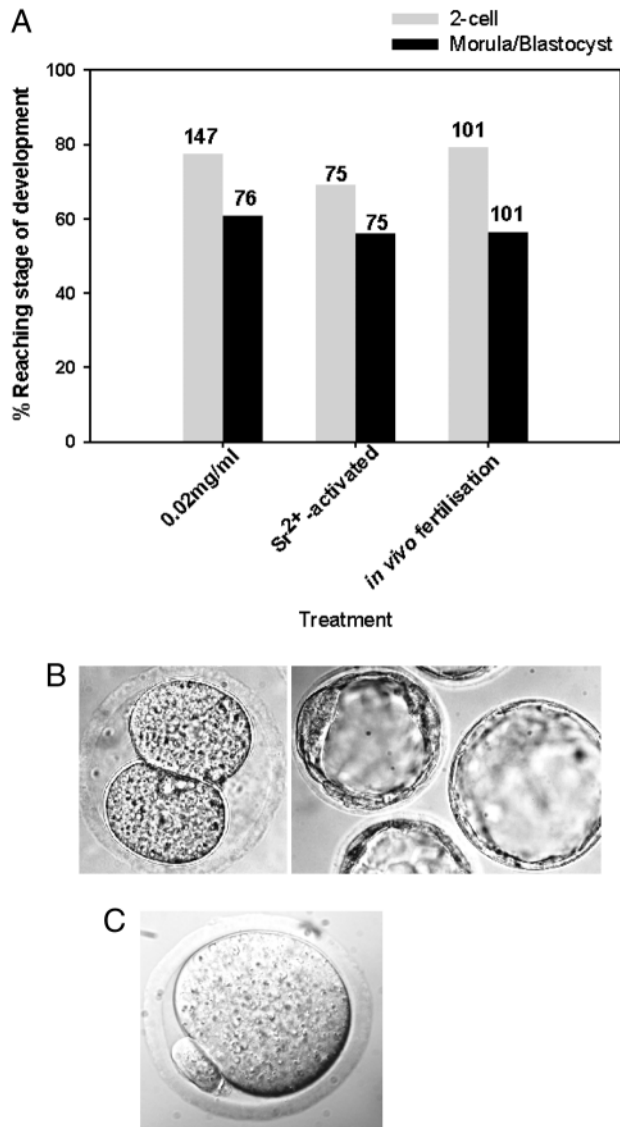 A
2-cell
Morula/Blastocyst
% Reaching stage of development
100
80
60
40
20
0
147
76
75
75
101
101
0.02mg/ml
Sr2+-activated
in vivo fertilisation
Treatment
B
C